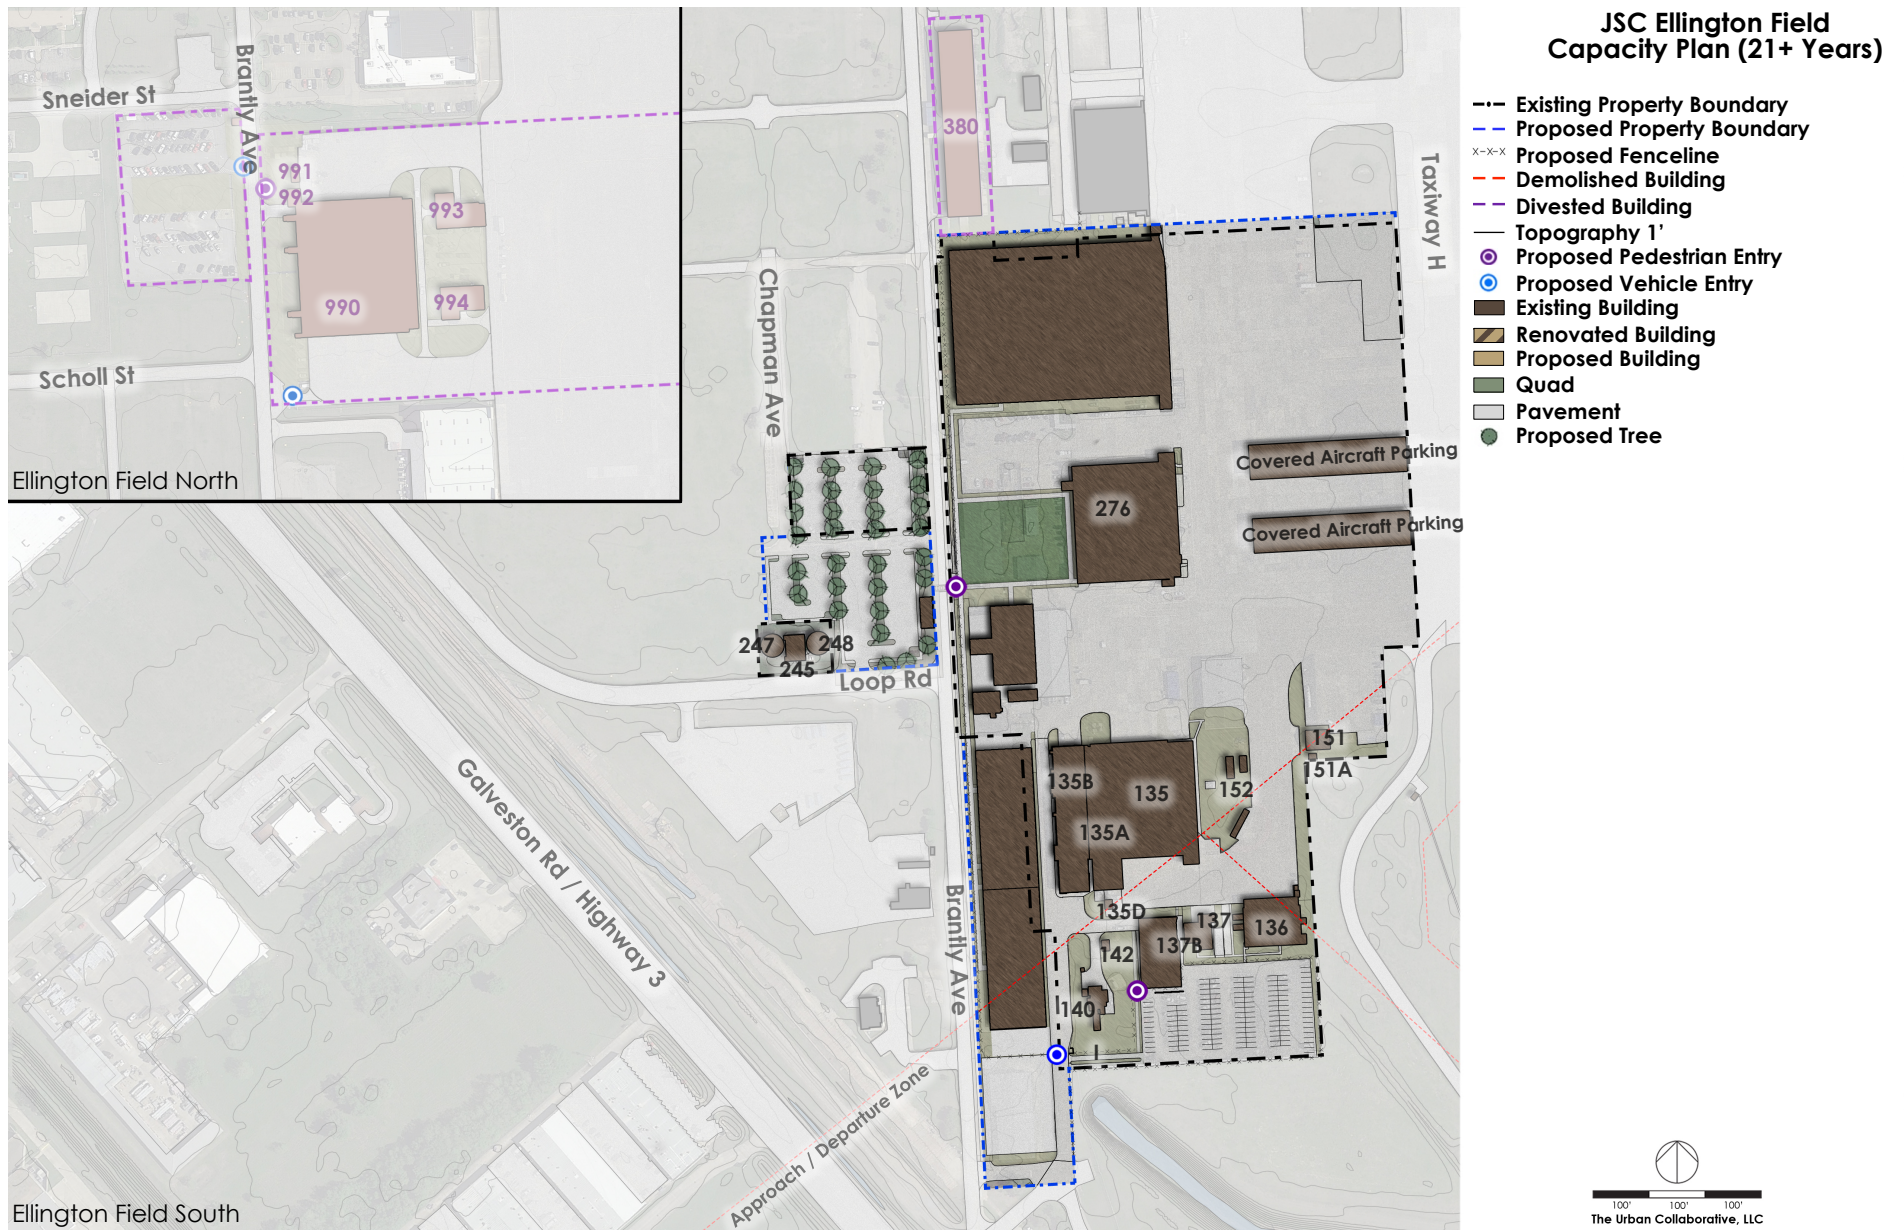 JSC Ellington Field
Capacity Plan (21+ Years)
Existing Property Boundary
Proposed Property Boundary
X-X-X Proposed Fenceline
Demolished Building
Divested Building
Topography 1'
Proposed Pedestrian Entry
Proposed Vehicle Entry
Existing Building
Renovated Building
Proposed Building
Quad
Pavement
Proposed Tree
Sneider St
Brantly Ave
991
992
993
990
994
Scholl St
Ellington Field North
380
Taxiway H
Chapman Ave
Covered Aircraft Parking
276
Covered Aircraft Parking
247
248
245
Loop Rd
151
151A
135B
135
152
135A
Galveston Rd / Highway 3
Brantly Ave
135D
137
136
137B
142
140
Approach / Departure Zone
Ellington Field South
100' 100' 100'
The Urban Collaborative, LLC